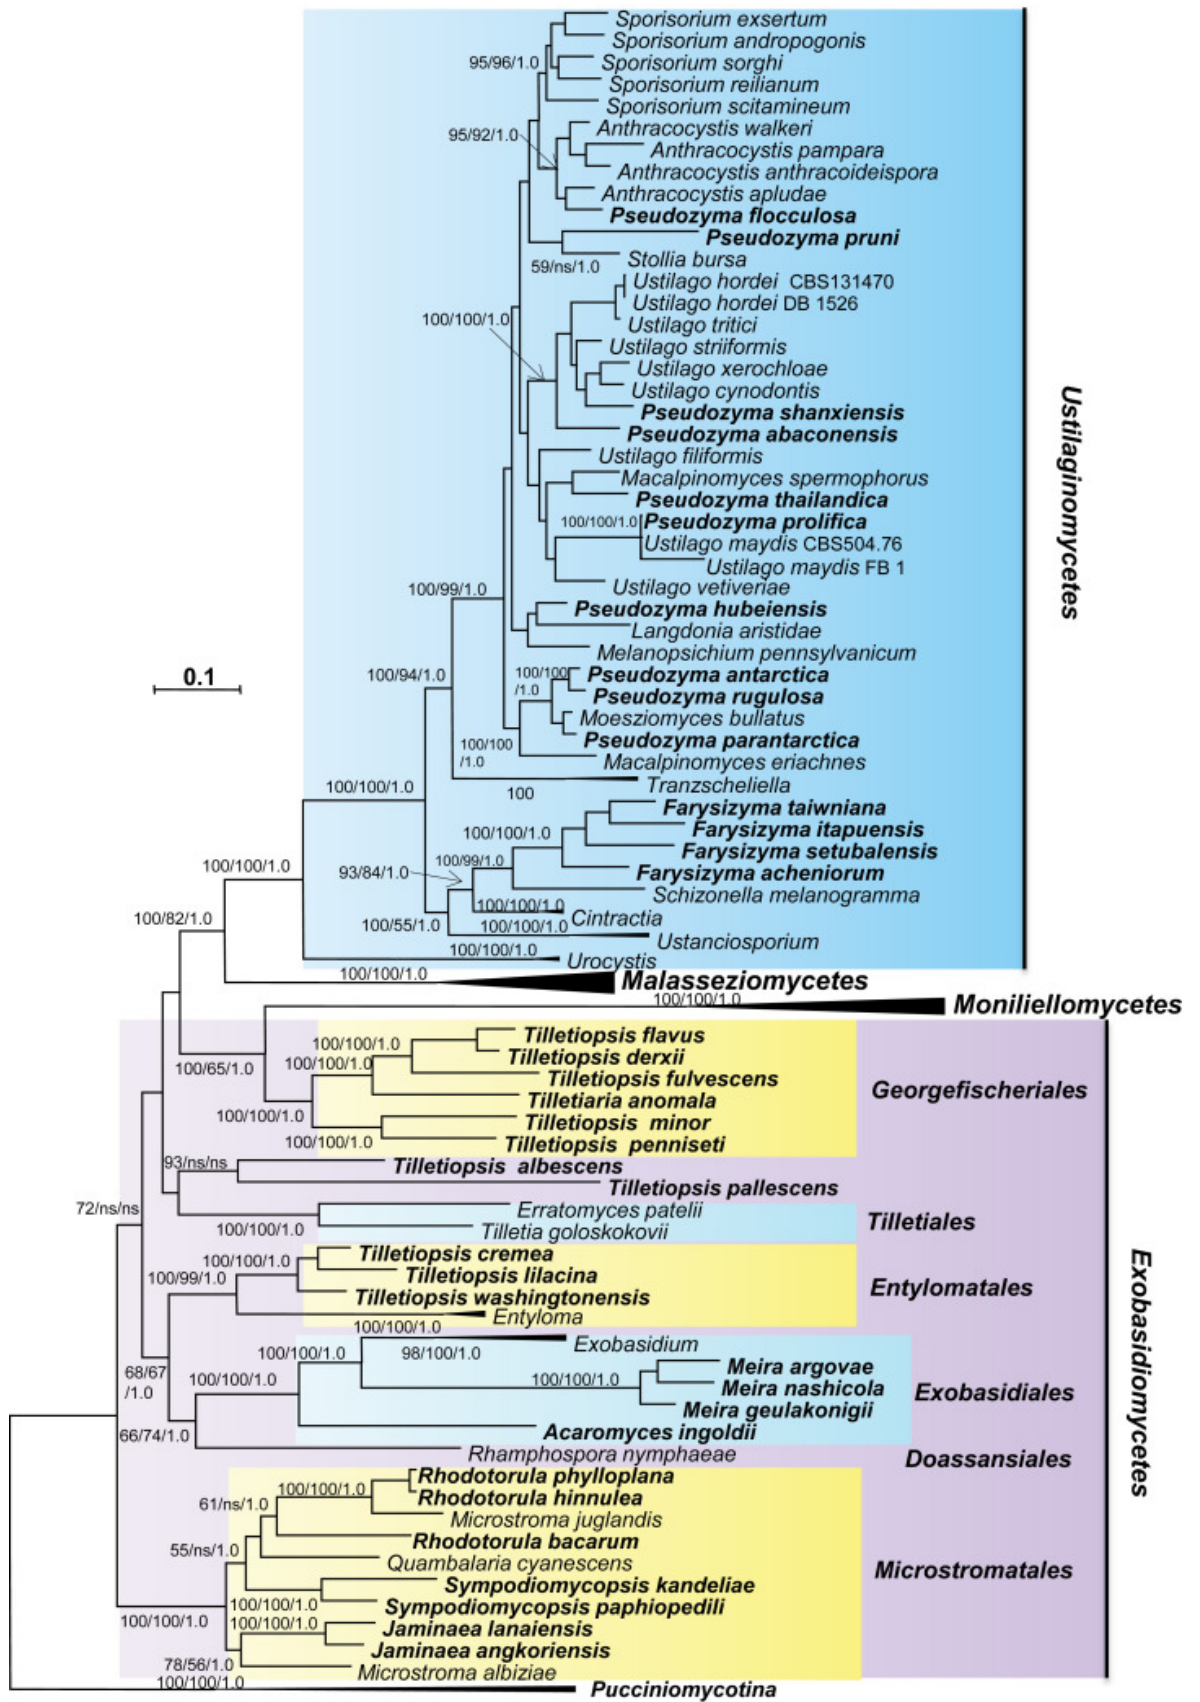 Sporisorium exsertum
Sporisorium andropogonis
95/96/1.0
Sporisorium sorghi
Sporisorium reilianum
Sporisorium scitamineum
Anthracocystis walkeri
95/92/1.0
Anthracocystis pampara
Anthracocystis anthracoideispora
Anthracocystis apludae
Pseudozyma flocculosa
Pseudozyma pruni
Stollia bursa
59/ns/1.0
Ustilago hordei CBS131470
Ustilago hordei DB 1526
100/100/1.0
Ustilago tritici
Ustilago striiformis
Ustilago xerochloae
Ustilago cynodontis
Pseudozyma shanxiensis
Pseudozyma abaconensis
Ustilago filiformis
Macalpinomyces spermophorus
Pseudozyma thailandica
100/100/1.0 Pseudozyma prolifica
Ustilago maydis CBS504.76
Ustilago maydis FB 1
100/99/1.0
Ustilago vetiveriae
Pseudozyma hubeiensis
Langdonia aristidae
Melanopsichium pennsylvanicum
Ustilaginomycetes
0.1
100/94/1.0
100/100
/1.0
Pseudozyma antarctica
Pseudozyma rugulosa
Moesziomyces bullatus
Pseudozyma parantarctica
100/100
/1.0
Macalpinomyces eriachnes
100/100/1.0
Tranzscheliella
100
Farysizyma taiwniana
100/100/1.0
Farysizyma itapuensis
Farysizyma setubalensis
100/100/1.0
100/99/1.0
93/84/1.0
Farysizyma acheniorum
Schizonella melanogramma
100/100/1.0
Cintractia
100/82/1.0
100/55/1.0
100/100/1.0
Ustanciosporium
100/100/1.0
Urocystis
100/100/1.0
Malasseziomycetes
100/100/1.0
Moniliellomycetes
Tilletiopsis flavus
100/100/1.0
Tilletiopsis derxii
100/100/1.0
100/65/1.0
Tilletiopsis fulvescens
Georgefischeriales
Tilletiaria anomala
100/100/1.0
Tilletiopsis minor
100/100/1.0
Tilletiopsis penniseti
93/ns/ns
Tilletiopsis albescens
Tilletiopsis pallescens
72/ns/ns
Erratomyces patelii
100/100/1.0
Tilletia goloskokovii
Tilletiales
Tilletiopsis cremea
100/100/1.0
100/99/1.0
Tilletiopsis lilacina
Entylomatales
Tilletiopsis washingtonensis
Entyloma
100/100/1.0
Exobasidium
100/100/1.0
98/100/1.0
68/67
/1.0
Meira argovae
100/100/1.0
100/100/1.0
Meira nashicola
Exobasidiales
Meira geulakonigii
Acaromyces ingoldii
66/74/1.0
Rhamphospora nymphaeae
Doassansiales
Exobasidiomycetes
Rhodotorula phylloplana
100/100/1.0
Rhodotorula hinnulea
61/ns/1.0
Microstroma juglandis
Rhodotorula bacarum
55/ns/1.0
Quambalaria cyanescens
Microstromatales
Sympodiomycopsis kandeliae
100/100/1.0
Sympodiomycopsis paphiopedili
100/100/1.0
100/100/1.0
Jaminaea lanaiensis
Jaminaea angkoriensis
78/56/1.0
Microstroma albiziae
100/100/1.0
Pucciniomycotina